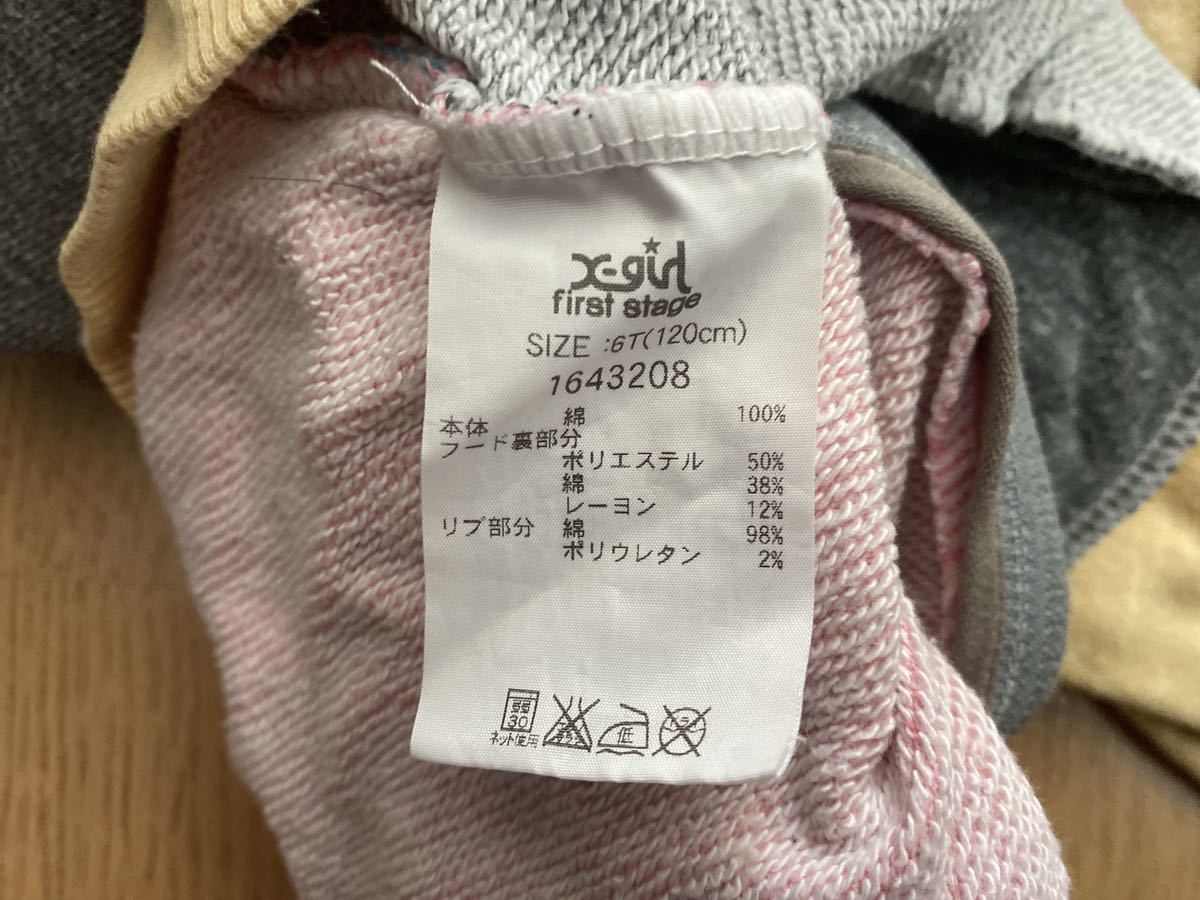 X-girl
first stage
SIZE :6T(120cm)
1643208
本体 綿 100%
フード裏部分
ポリエステル 50%
綿 38%
レーヨン 12%
リブ部分 綿 98%
ポリウレタン 2%
弱
30
ネット使用
低